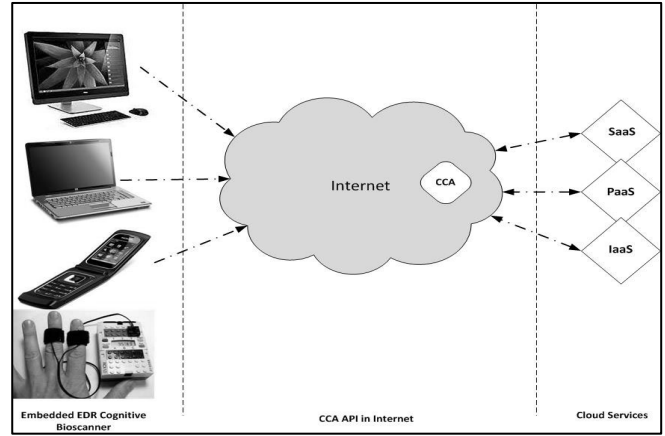 Internet
CCA
SaaS
PaaS
IaaS
Embedded EDR Cognitive
Bioscanner
CCA API in Internet
Cloud Services